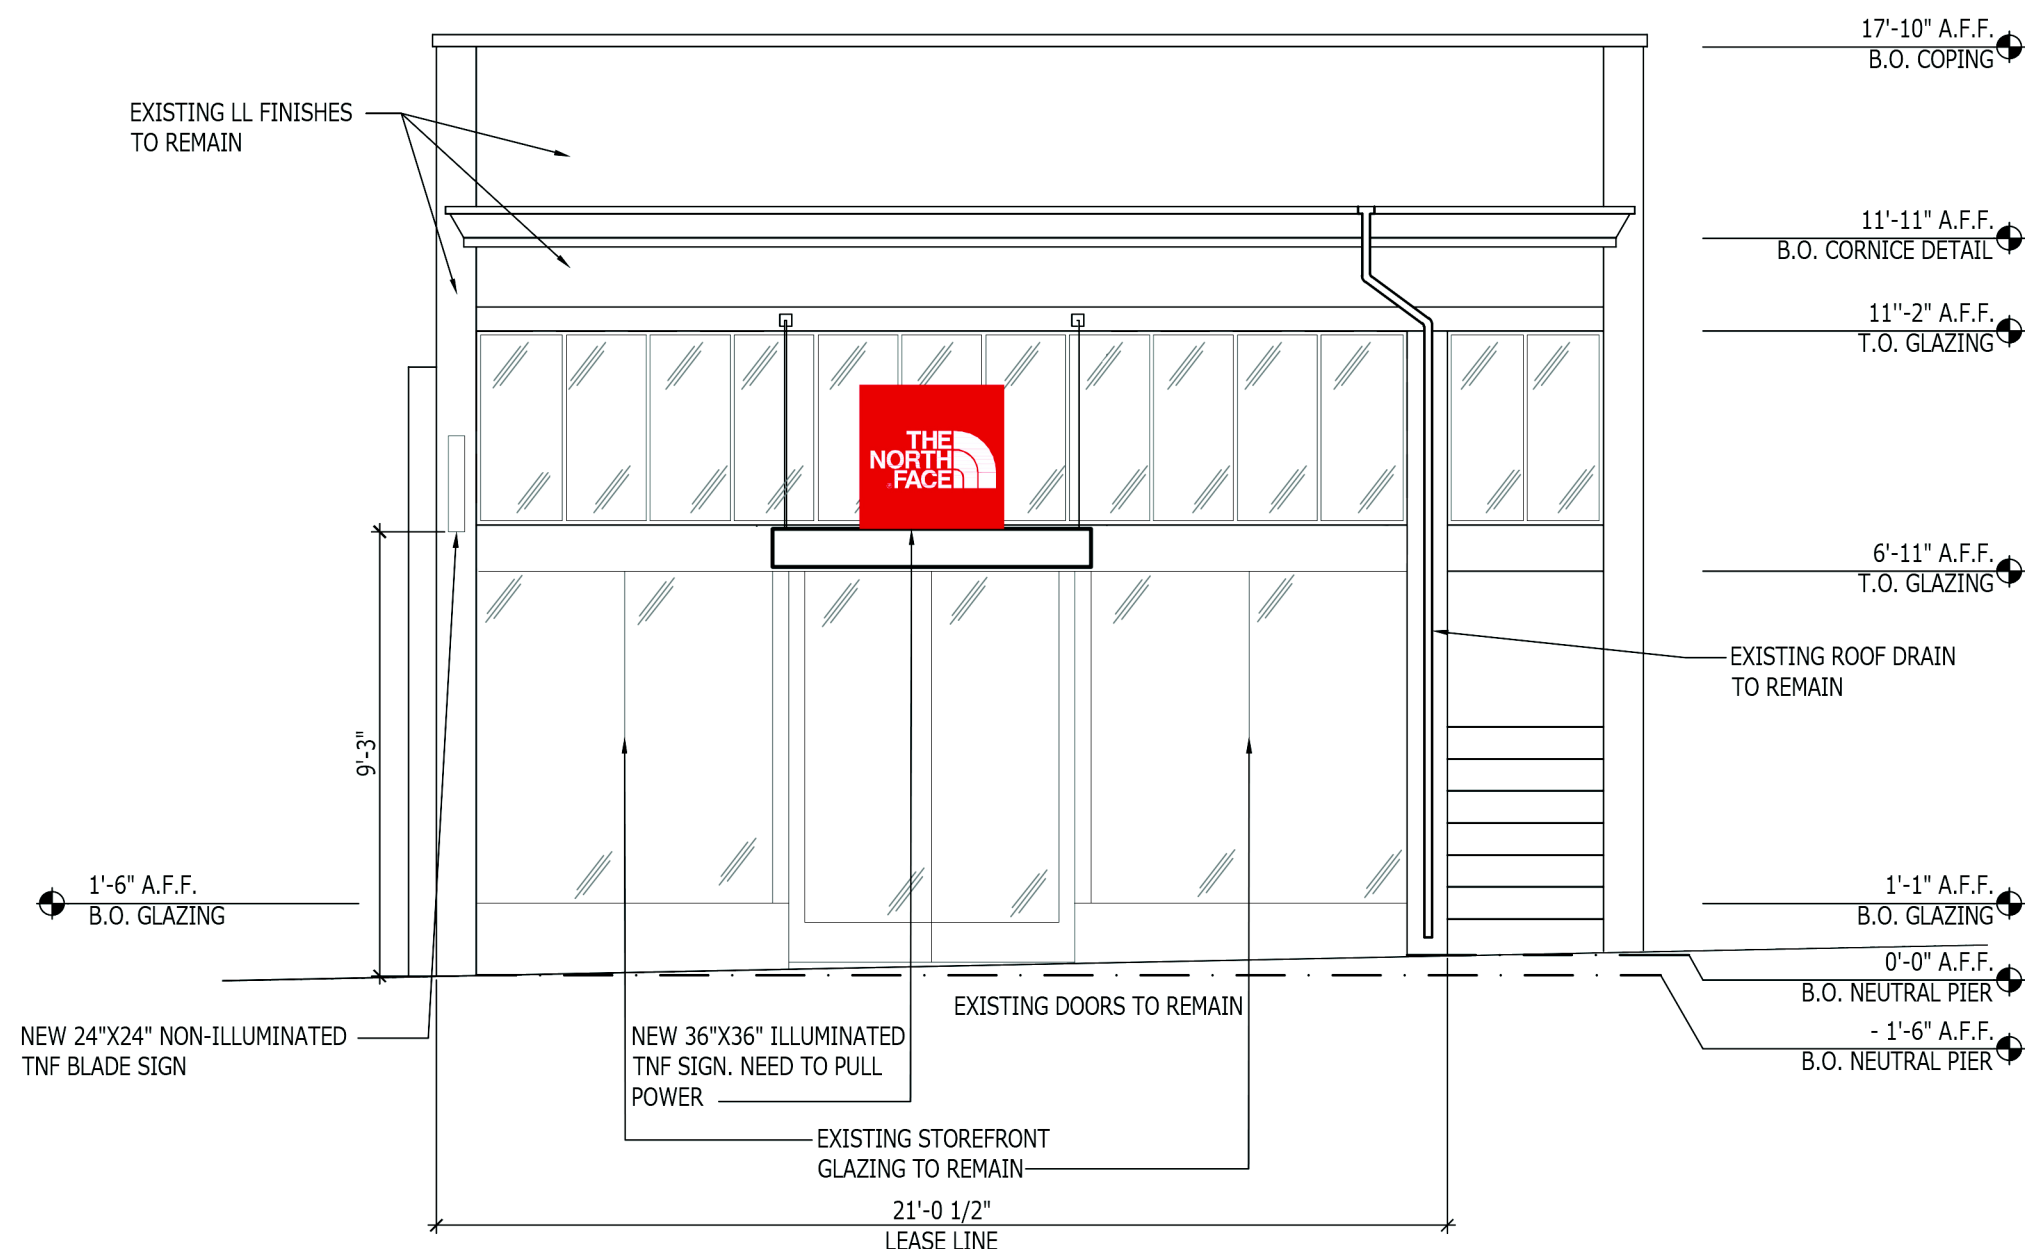 17'-10" A.F.F.
B.O. COPING
EXISTING LL FINISHES
TO REMAIN
11'-11" A.F.F.
B.O. CORNICE DETAIL
11"-2" A.F.F.
T.O. GLAZING
THE
NORTH
FACE
®
6'-11" A.F.F.
T.O. GLAZING
EXISTING ROOF DRAIN
TO REMAIN
9'-3"
1'-6" A.F.F.
B.O. GLAZING
1'-1" A.F.F.
B.O. GLAZING
0'-0" A.F.F.
B.O. NEUTRAL PIER
EXISTING DOORS TO REMAIN
- 1'-6" A.F.F.
B.O. NEUTRAL PIER
NEW 24"X24" NON-ILLUMINATED
TNF BLADE SIGN
NEW 36"X36" ILLUMINATED
TNF SIGN. NEED TO PULL
POWER
EXISTING STOREFRONT
GLAZING TO REMAIN
21'-0 1/2"
LEASE LINE